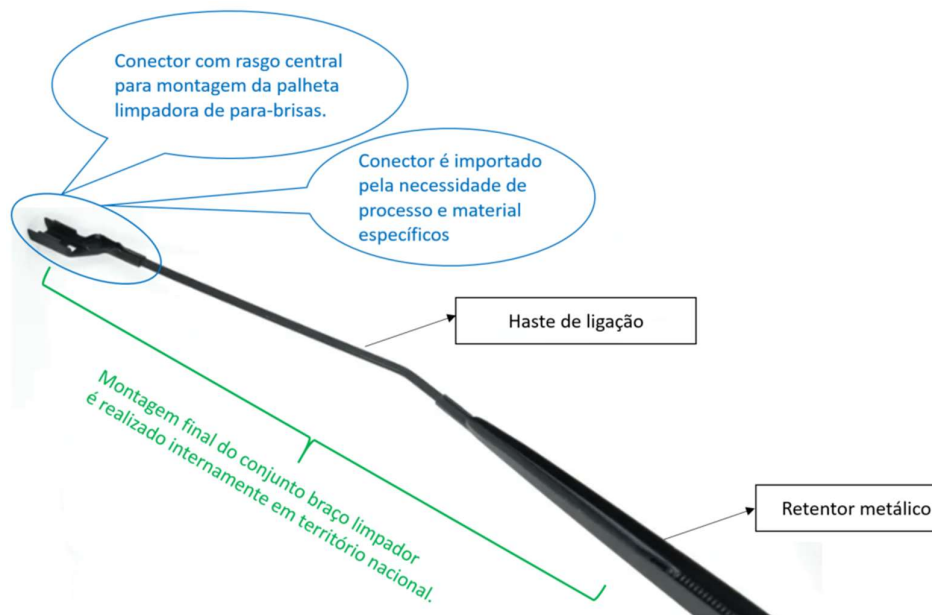 Conector com rasgo central
para montagem da palheta
limpadora de para-brisas.
Conector é importado
pela necessidade de
processo e material
específicos
Haste de ligação
Montagem final do conjunto braço limpador
é realizado internamente em território nacional.
Retentor metálico